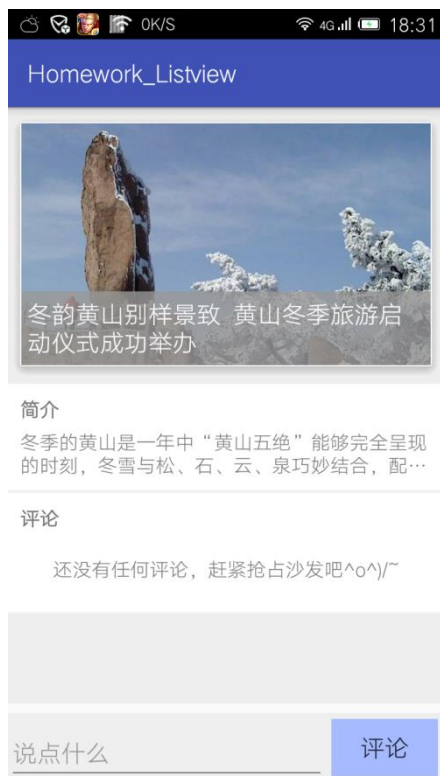 0K/S 4G 18:31
Homework_Listview
冬韵黄山别样景致 黄山冬季旅游启
动仪式成功举办
简介
冬季的黄山是一年中“黄山五绝”能够完全呈现
的时刻，冬雪与松、石、云、泉巧妙结合，配…
评论
还没有任何评论，赶紧抢占沙发吧^o^)/~
说点什么
评论